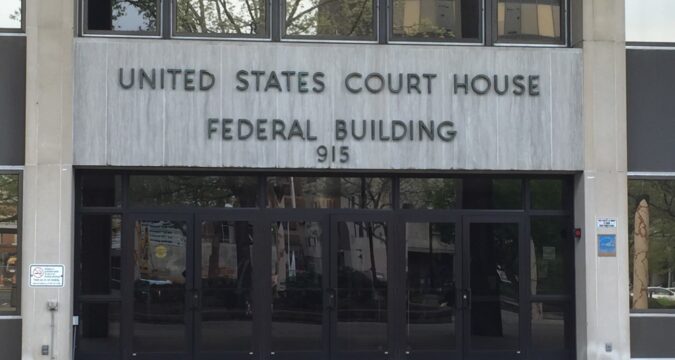 UNITED STATES COURT HOUSE
FEDERAL BUILDING
915